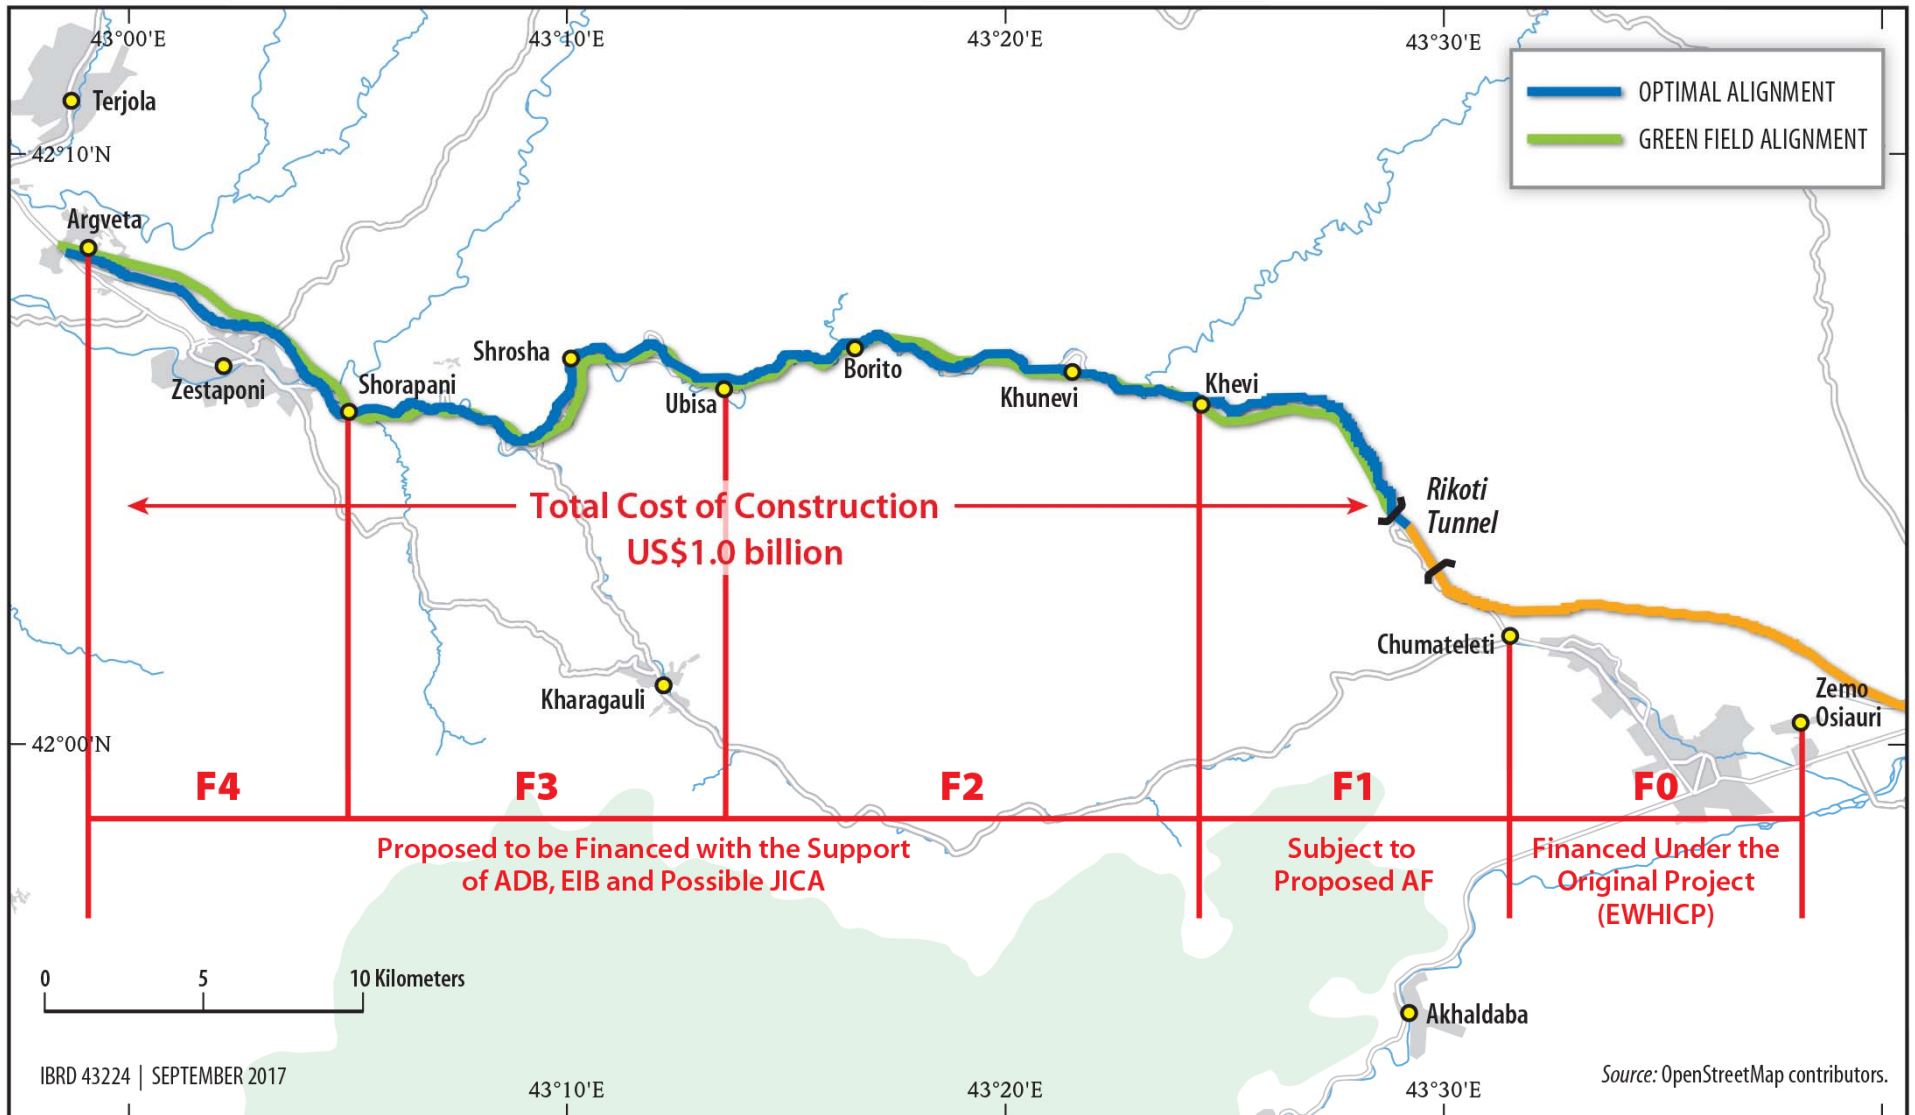 43°00'E
43°10'E
43°20'E
43°30'E
OPTIMAL ALIGNMENT
GREEN FIELD ALIGNMENT
Terjola
42°10'N
Argveta
Shrosha
Zestaponi
Shorapani
Ubisa
Borito
Khunevi
Khevi
Total Cost of Construction
US$1.0 billion
Rikoti
Tunnel
Chumateleti
Kharagauli
Zemo
Osiauri
42°00'N
F4
F3
F2
F1
F0
Proposed to be Financed with the Support
of ADB, EIB and Possible JICA
Subject to
Proposed AF
Financed Under the
Original Project
(EWHICP)
0
5
10 Kilometers
Akhaldaba
IBRD 43224 | SEPTEMBER 2017
Source: OpenStreetMap contributors.
43°10'E
43°20'E
43°30'E